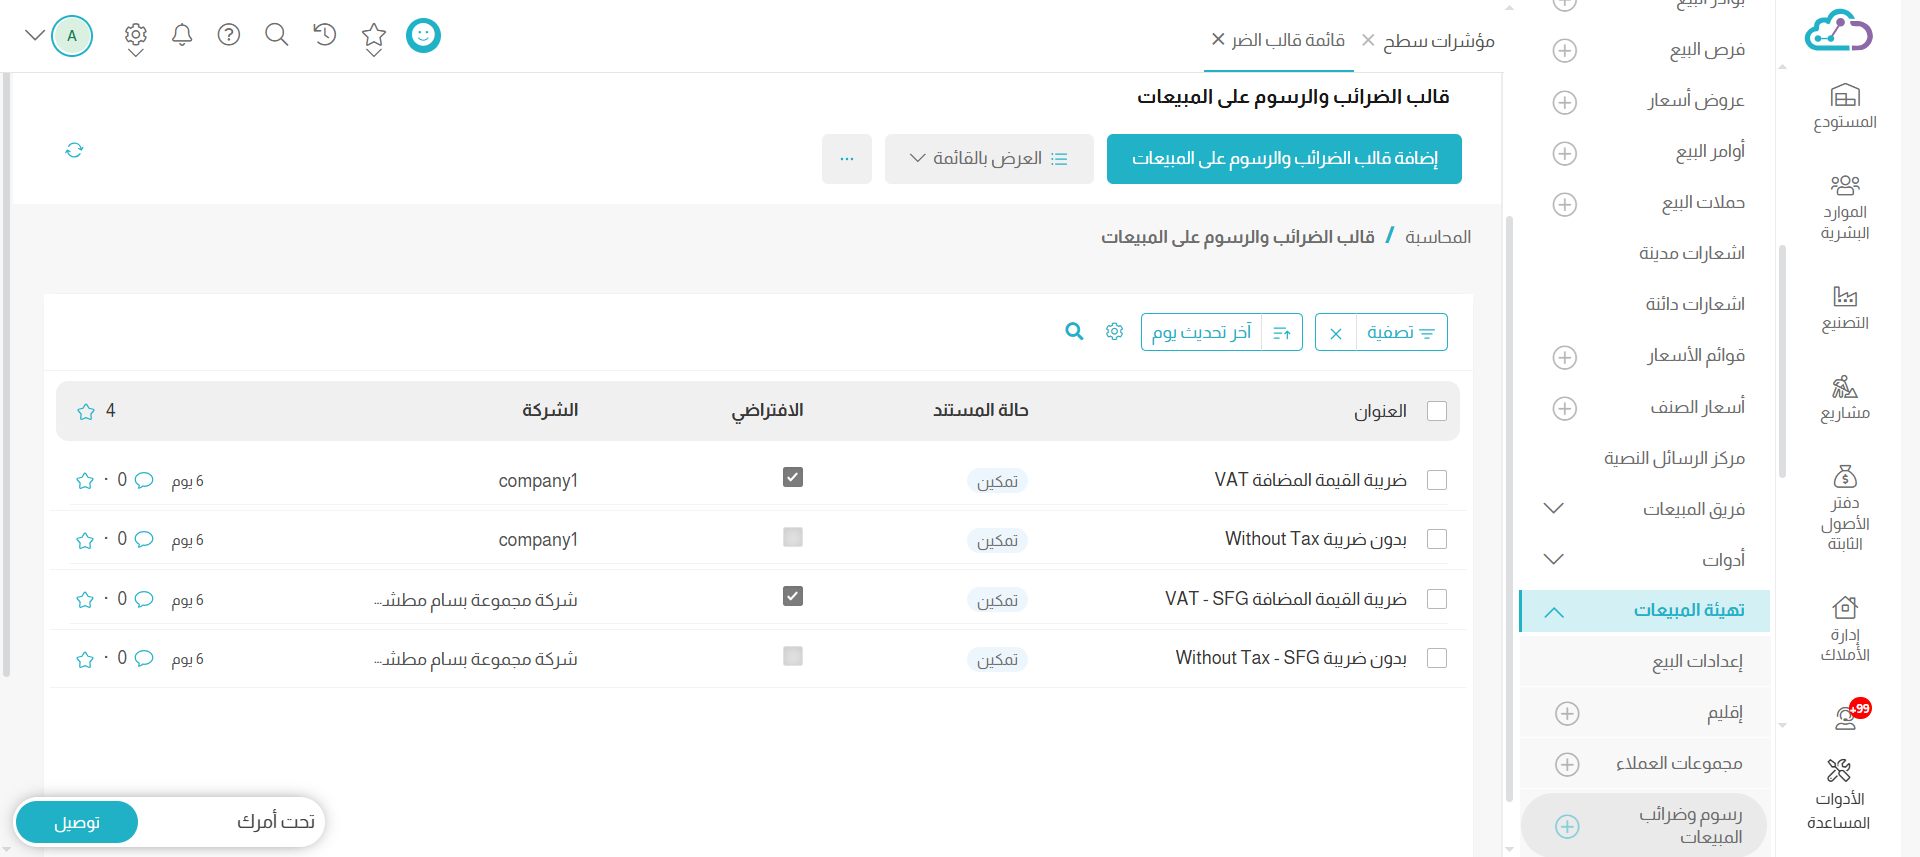 المستودع
الموارد
البشرية
التصنيع
مشاريع
دفتر
الأصول
الثابتة
إدارة
الأملاك
+99
الأدوات
المساعدة
فرص البيع
عروض أسعار
أوامر البيع
حملات البيع
اشعارات مدينة
اشعارات دائنة
قوائم الأسعار
أسعار الصنف
مركز الرسائل النصية
فريق المبيعات
أدوات
تهيئة المبيعات
إعدادات البيع
إقليم
مجموعات العملاء
رسوم وضرائب
المبيعات
مؤشرات سطح
قائمة قالب الضر
A
قالب الضرائب والرسوم على المبيعات
إضافة قالب الضرائب والرسوم على المبيعات
العرض بالقائمة
...
المحاسبة / قالب الضرائب والرسوم على المبيعات
تصفية
آخر تحديث يوم
العنوان حالة المستند الافتراضي الشركة 4
ضريبة القيمة المضافة VAT تمكين company1 6 يوم 0 ·
بدون ضريبة Without Tax تمكين company1 6 يوم 0 ·
ضريبة القيمة المضافة VAT - SFG تمكين شركة مجموعة بسام مطشـ... 6 يوم 0 ·
بدون ضريبة Without Tax - SFG تمكين شركة مجموعة بسام مطشـ... 6 يوم 0 ·
تحت أمرك
توصيل